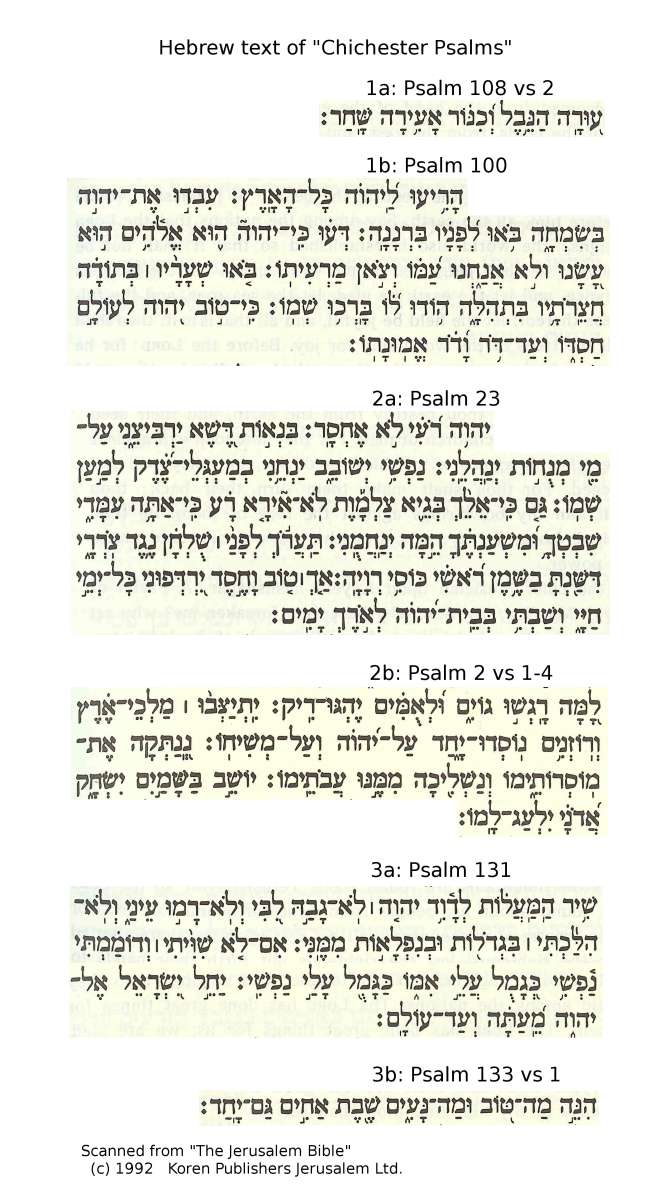 Hebrew text of "Chichester Psalms"
1a: Psalm 108 vs 2
עוּרָה הַנֵּבֶל וְכִנּוֹר אָעִירָה שָּׁחַר:
1b: Psalm 100
הָרִיעוּ לַיהוה כָּל־הָאָרֶץ: עִבְדוּ אֶת־יהוה
בְּשִׂמְחָה בֹּאוּ לְפָנָיו בִּרְנָנָה: דְּעוּ כִּי־יהוה הוּא אֱלֹהִים הוּא
עָשָׂנוּ וְלֹא אֲנַחְנוּ עַמּוֹ וְצֹאן מַרְעִיתוֹ: בֹּאוּ שְׁעָרָיו ׀ בְּתוֹדָה
חֲצֵרֹתָיו בִּתְהִלָּה הוֹדוּ לוֹ בָּרְכוּ שְׁמוֹ: כִּי־טוֹב יהוה לְעוֹלָם
חַסְדּוֹ וְעַד־דֹּר וָדֹר אֱמוּנָתוֹ:
2a: Psalm 23
יהוה רֹעִי לֹא אֶחְסָר: בִּנְאוֹת דֶּשֶׁא יַרְבִּיצֵנִי עַל־
מֵי מְנֻחוֹת יְנַהֲלֵנִי: נַפְשִׁי יְשׁוֹבֵב יַנְחֵנִי בְמַעְגְּלֵי־צֶדֶק לְמַעַן
שְׁמוֹ: גַּם כִּי־אֵלֵךְ בְּגֵיא צַלְמָוֶת לֹא־אִירָא רָע כִּי־אַתָּה עִמָּדִי
שִׁבְטְךָ וּמִשְׁעַנְתֶּךָ הֵמָּה יְנַחֲמֻנִי: תַּעֲרֹךְ לְפָנַי ׀ שֻׁלְחָן נֶגֶד צֹרְרָי
דִּשַּׁנְתָּ בַשֶּׁמֶן רֹאשִׁי כּוֹסִי רְוָיָה: אַךְ ׀ טוֹב וָחֶסֶד יִרְדְּפוּנִי כָּל־יְמֵי
חַיָּי וְשַׁבְתִּי בְּבֵית־יהוה לְאֹרֶךְ יָמִים:
2b: Psalm 2 vs 1-4
לָמָּה רָגְשׁוּ גוֹיִם וּלְאֻמִּים יֶהְגּוּ־רִיק: יִתְיַצְּבוּ ׀ מַלְכֵי־אֶרֶץ
וְרוֹזְנִים נוֹסְדוּ־יָחַד עַל־יהוה וְעַל־מְשִׁיחוֹ: נְנַתְּקָה אֶת־
מוֹסְרוֹתֵימוֹ וְנַשְׁלִיכָה מִמֶּנּוּ עֲבֹתֵימוֹ: יוֹשֵׁב בַּשָּׁמַיִם יִשְׂחָק
אֲדֹנָי יִלְעַג־לָמוֹ:
3a: Psalm 131
שִׁיר הַמַּעֲלוֹת לְדָוִד יהוה ׀ לֹא־גָבַהּ לִבִּי וְלֹא־רָמוּ עֵינַי וְלֹא־
הִלַּכְתִּי ׀ בִּגְדֹלוֹת וּבְנִפְלָאוֹת מִמֶּנִּי: אִם־לֹא שִׁוִּיתִי ׀ וְדוֹמַמְתִּי
נַפְשִׁי כְּגָמֻל עֲלֵי אִמּוֹ כַּגָּמֻל עָלַי נַפְשִׁי: יַחֵל יִשְׂרָאֵל אֶל־
יהוה מֵעַתָּה וְעַד־עוֹלָם:
3b: Psalm 133 vs 1
הִנֵּה מַה־טּוֹב וּמַה־נָּעִים שֶׁבֶת אַחִים גַּם־יָחַד:
Scanned from "The Jerusalem Bible"
(c) 1992 Koren Publishers Jerusalem Ltd.